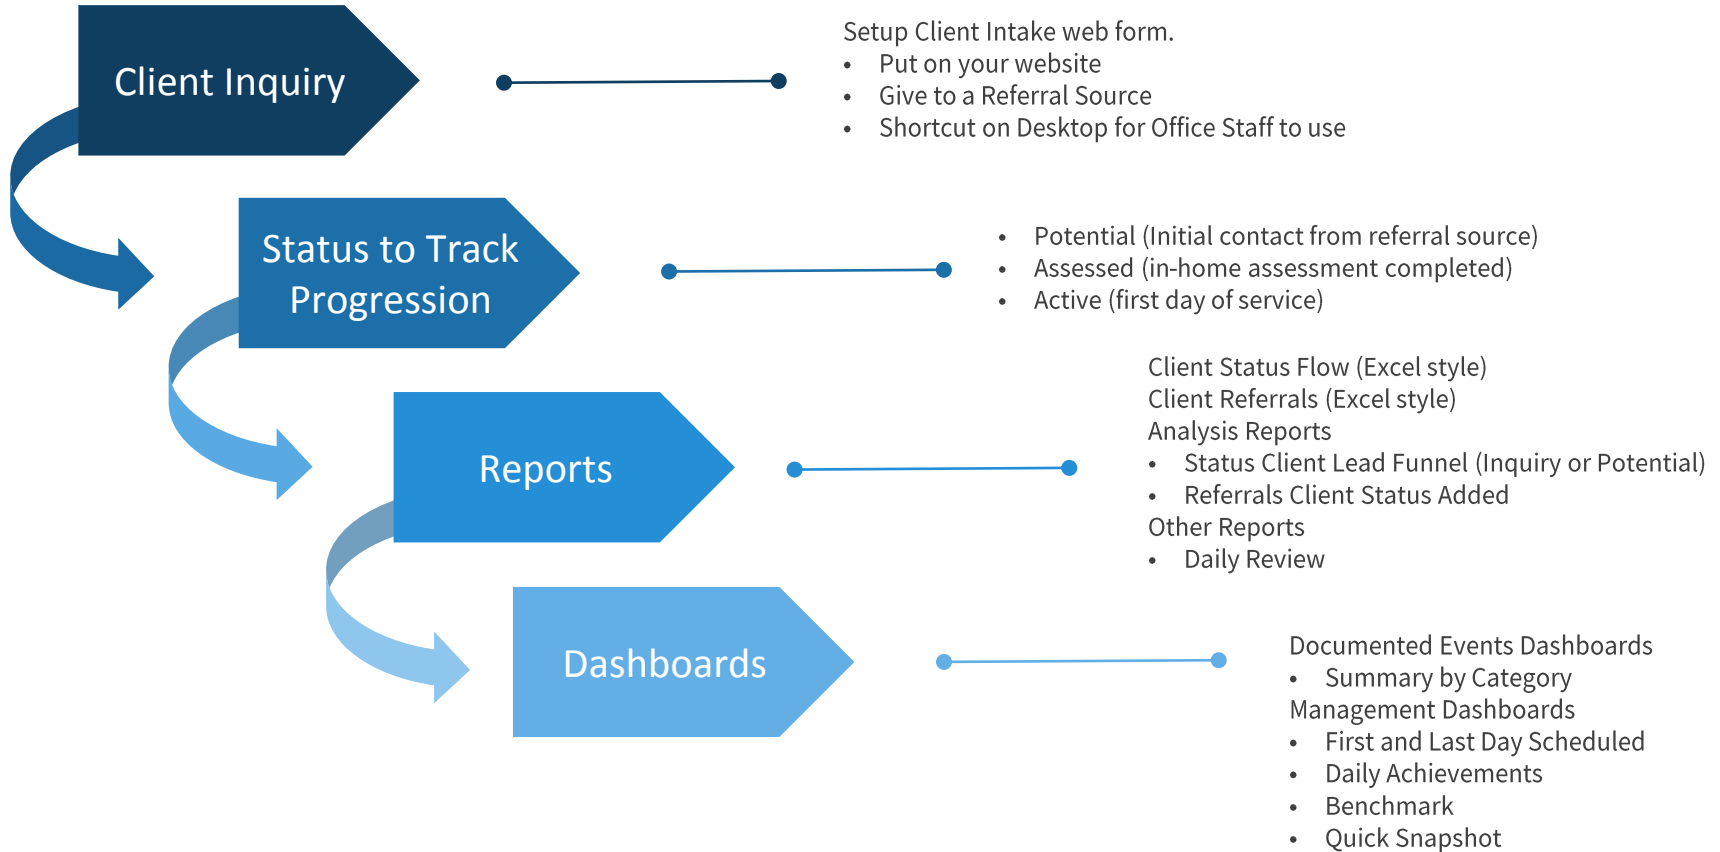 Client Inquiry
Setup Client Intake web form.
• Put on your website
• Give to a Referral Source
• Shortcut on Desktop for Office Staff to use
Status to Track
Progression
• Potential (Initial contact from referral source)
• Assessed (in-home assessment completed)
• Active (first day of service)
Reports
Client Status Flow (Excel style)
Client Referrals (Excel style)
Analysis Reports
• Status Client Lead Funnel (Inquiry or Potential)
• Referrals Client Status Added
Other Reports
• Daily Review
Dashboards
Documented Events Dashboards
• Summary by Category
Management Dashboards
• First and Last Day Scheduled
• Daily Achievements
• Benchmark
• Quick Snapshot